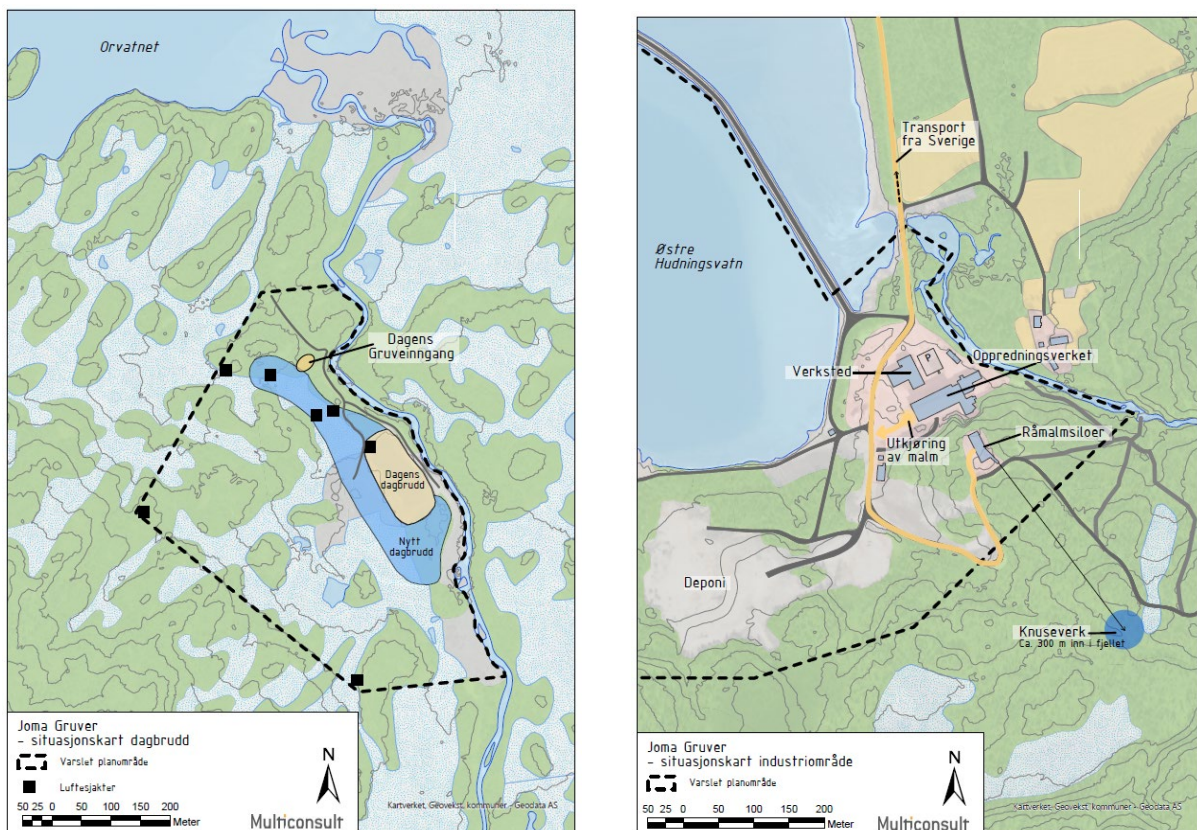 Orvatnet
Dagens
Gruveinngang
Dagens
dagbrudd
Nytt
dagbrudd
Joma Gruver
- situasjonskart dagbrudd
Varslet planområde
Luftesjakter
50 25 0 50 100 150 200
Meter
N
Kartverket, Geovekst, kommuner - Geodata AS
Multiconsult
Transport
fra Sverige
Østre
Hudningsvatn
Oppredningsverket
P
Verksted
Utkjøring
av malm
Råmalmsiloer
Deponi
Knuseverk
Ca. 300 m inn i fjellet
Joma Gruver
- situasjonskart industriområde
Varslet planområde
50 25 0 50 100 150 200
Meter
N
Kartverket, Geovekst, kommuner - Geodata AS
Multiconsult